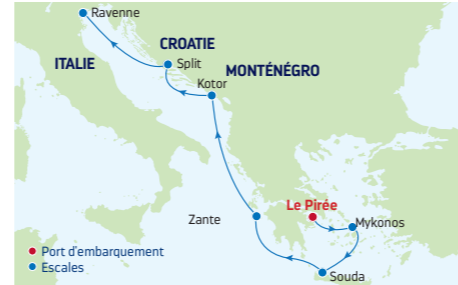 Ravenne
CROATIE
ITALIE
Split
MONTÉNÉGRO
Kotor
Le Pirée
Zante
Mykonos
Port d'embarquement
Escales
Souda